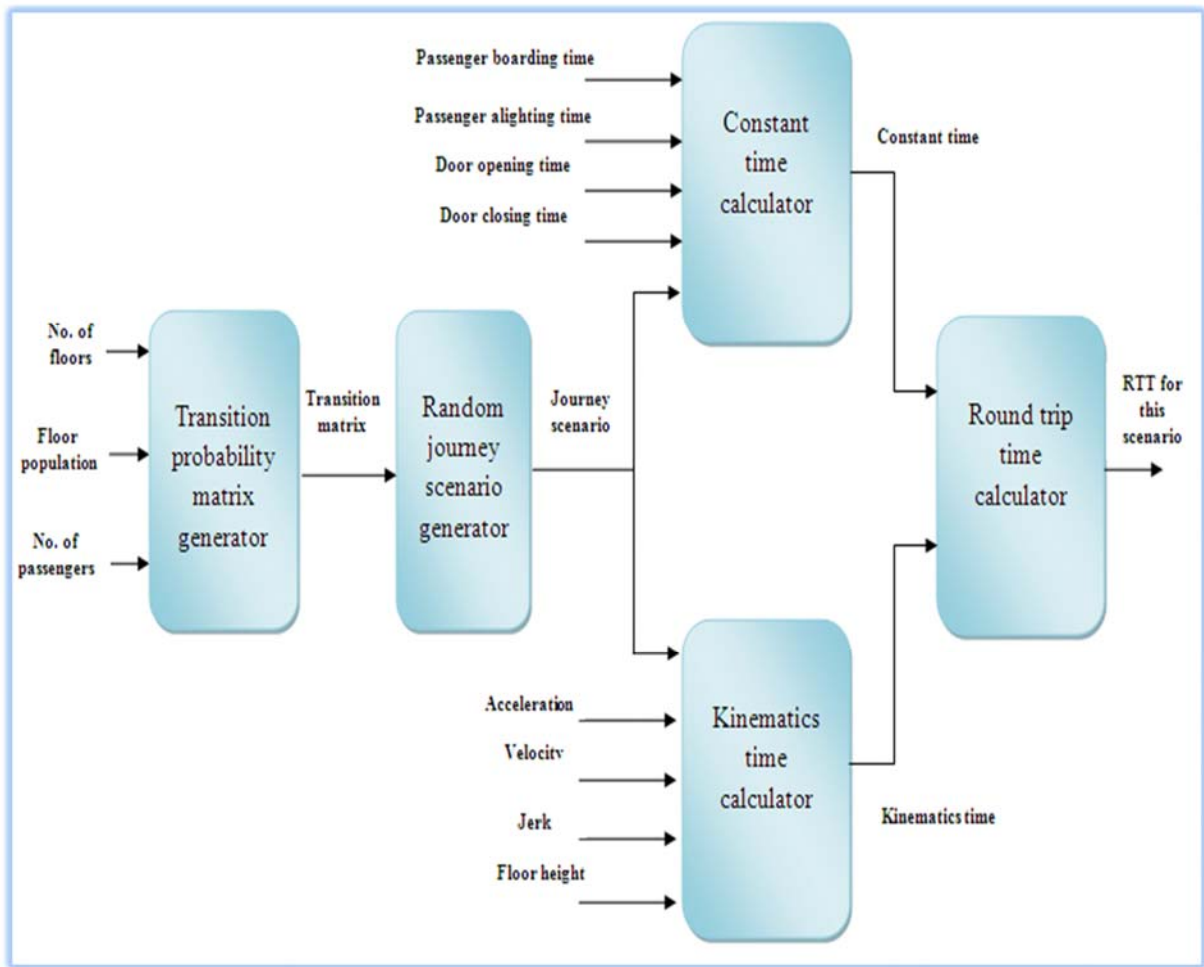 Passenger boarding time
Passenger alighting time
Door opening time
Door closing time
Constant
time
calculator
Constant time
No. of
floors
Floor
population
No. of
passengers
Transition
probability
matrix
generator
Transition
matrix
Random
journey
scenario
generator
Journey
scenario
Round trip
time
calculator
RTT for
this
scenario
Acceleration
Velocity
Jerk
Floor height
Kinematics
time
calculator
Kinematics time